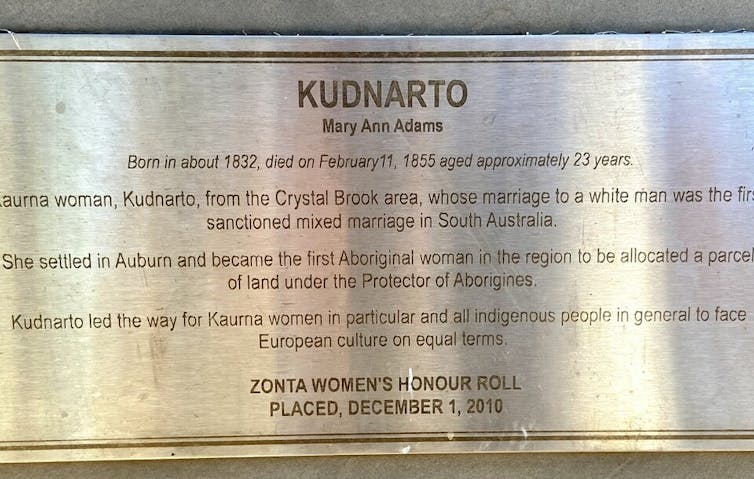 KUDNARTO
Mary Ann Adams
Born in about 1832, died on February11, 1855 aged approximately 23 years.
aurna woman, Kudnarto, from the Crystal Brook area, whose marriage to a white man was the firs
sanctioned mixed marriage in South Australia.
She settled in Auburn and became the first Aboriginal woman in the region to be allocated a parcel
of land under the Protector of Aborigines.
Kudnarto led the way for Kaurna women in particular and all indigenous people in general to face
European culture on equal terms.
ZONTA WOMEN'S HONOUR ROLL
PLACED, DECEMBER 1, 2010